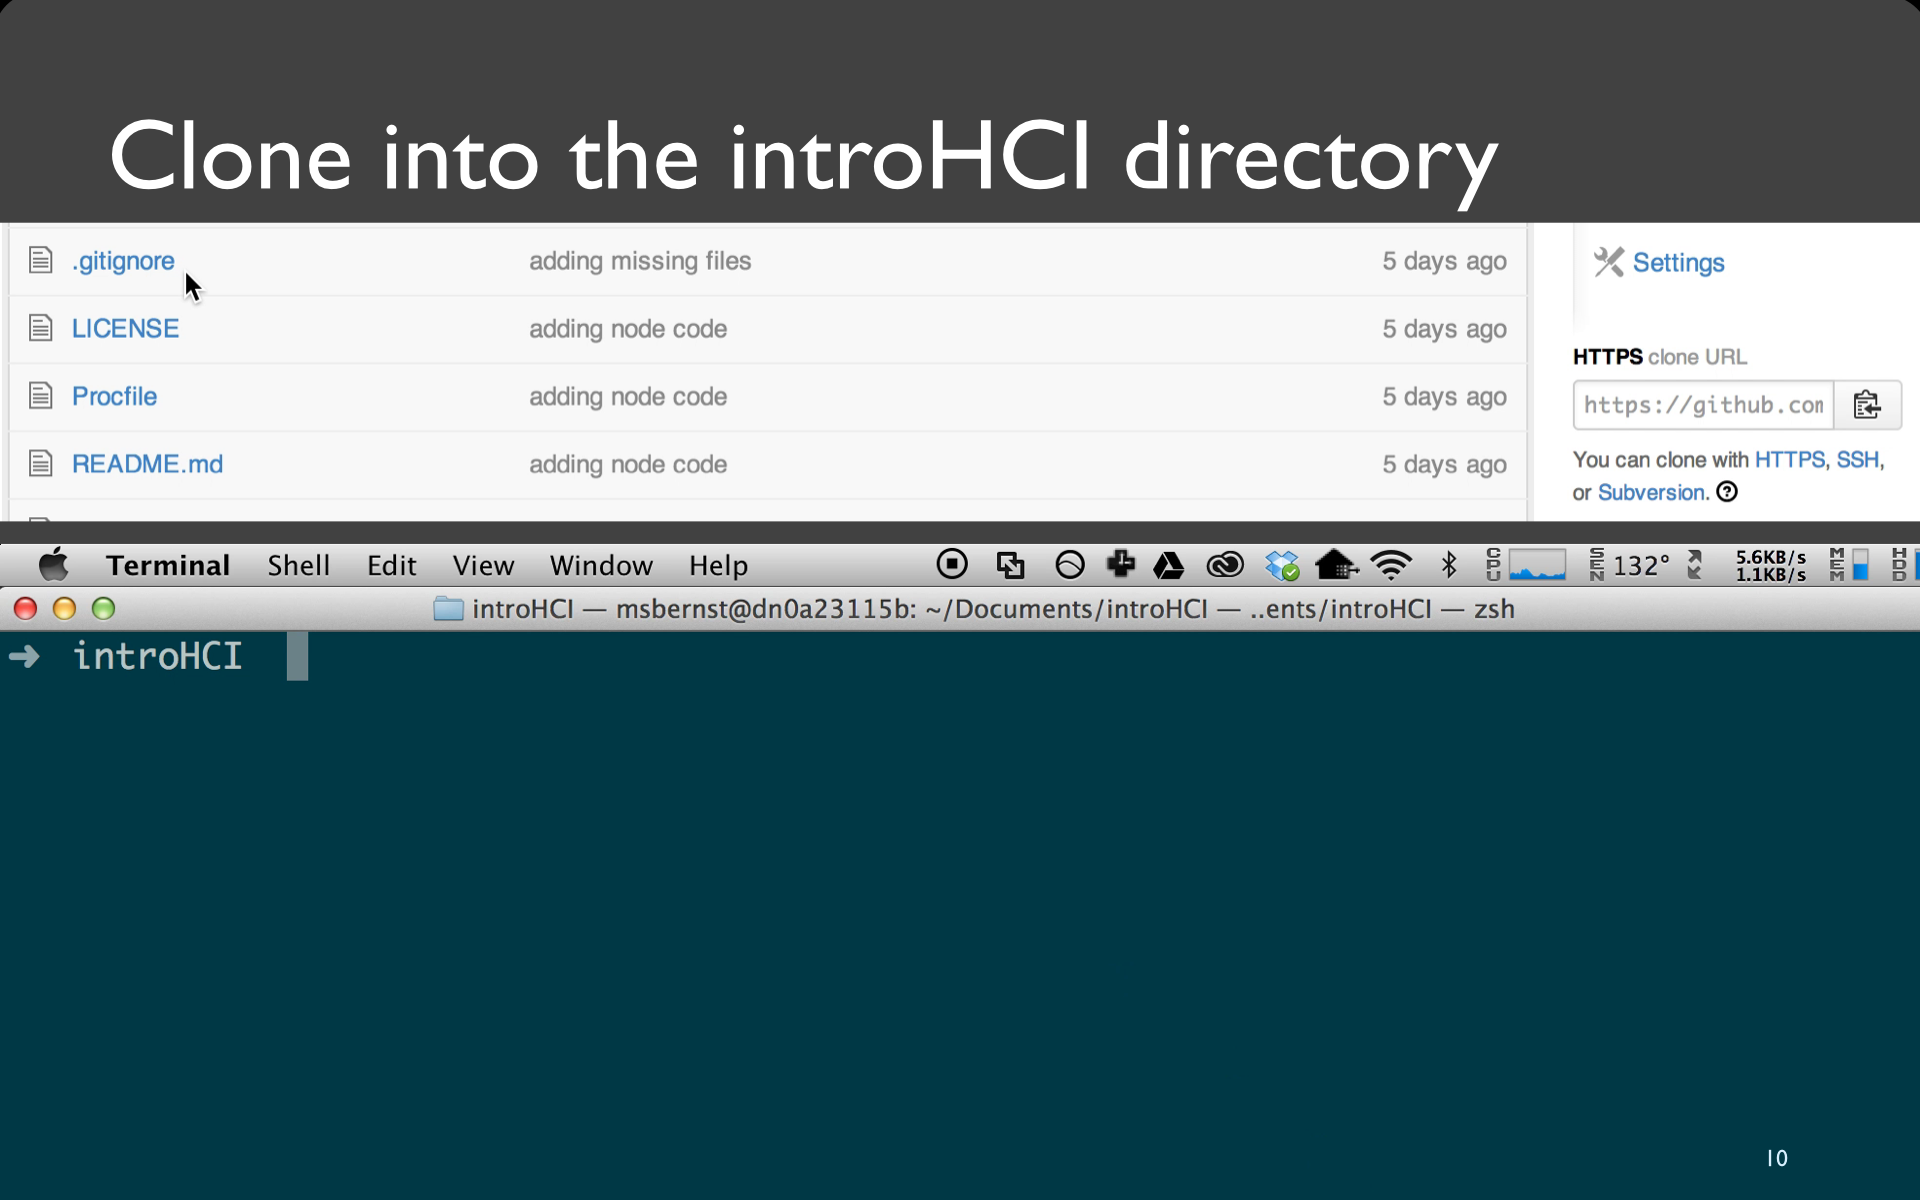 Clone into the introHCI directory
.gitignore adding missing files 5 days ago
Settings
LICENSE adding node code 5 days ago
HTTPS clone URL
Procfile adding node code 5 days ago
https://github.com
You can clone with HTTPS, SSH,
or Subversion. ?
README.md adding node code 5 days ago
Terminal Shell Edit View Window Help CPU SEN 132° 5.6KB/s 1.1KB/s MEM HDD
introHCI — msbernst@dn0a23115b: ~/Documents/introHCI — ..ents/introHCI — zsh
➜ introHCI
10